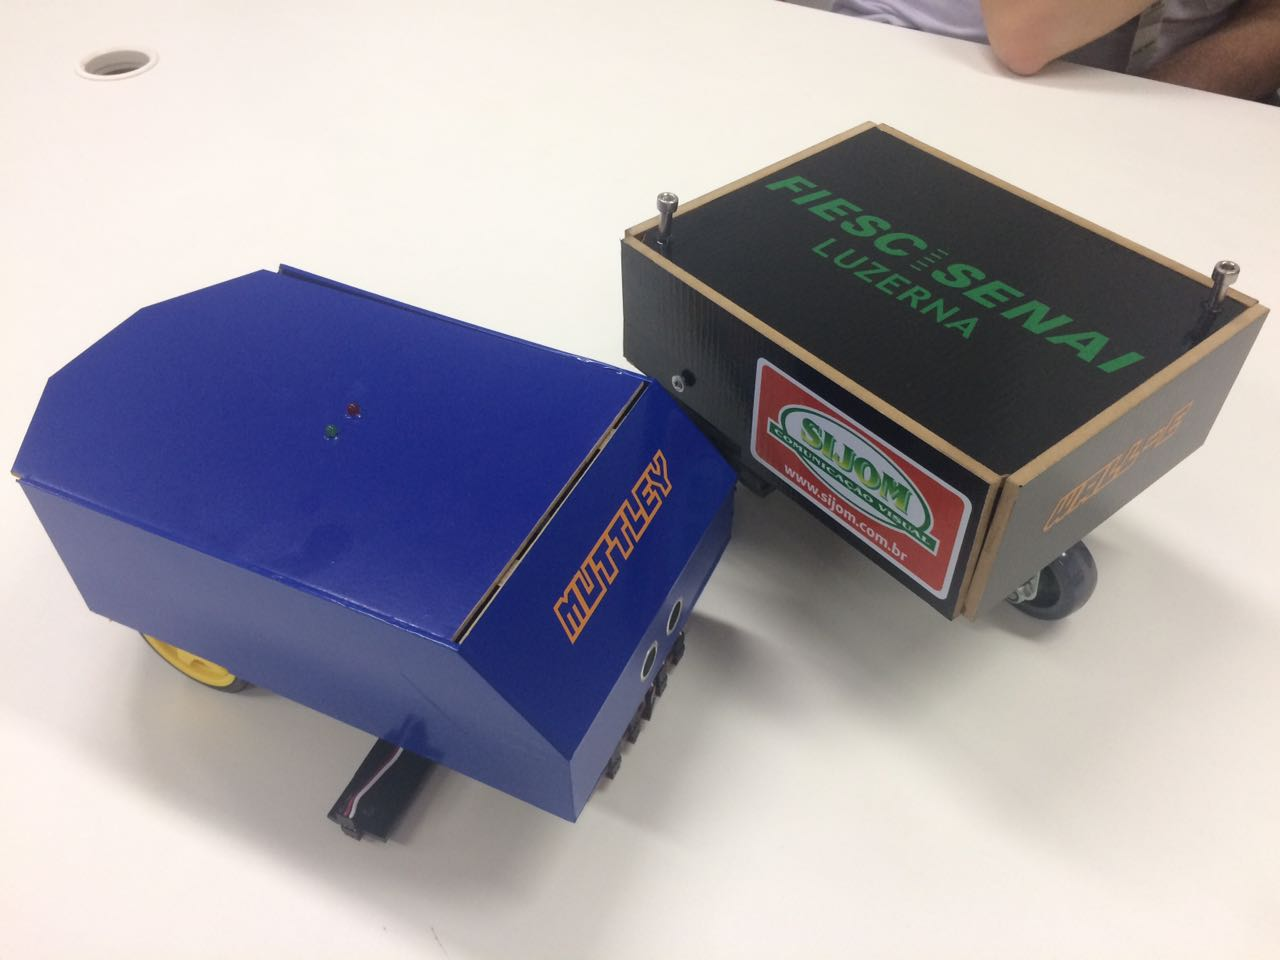 FIESC SENAI
LUZERNA
SIJOM
COMUNICAÇÃO VISUAL
www.sijom.com.br
MUTTLEY